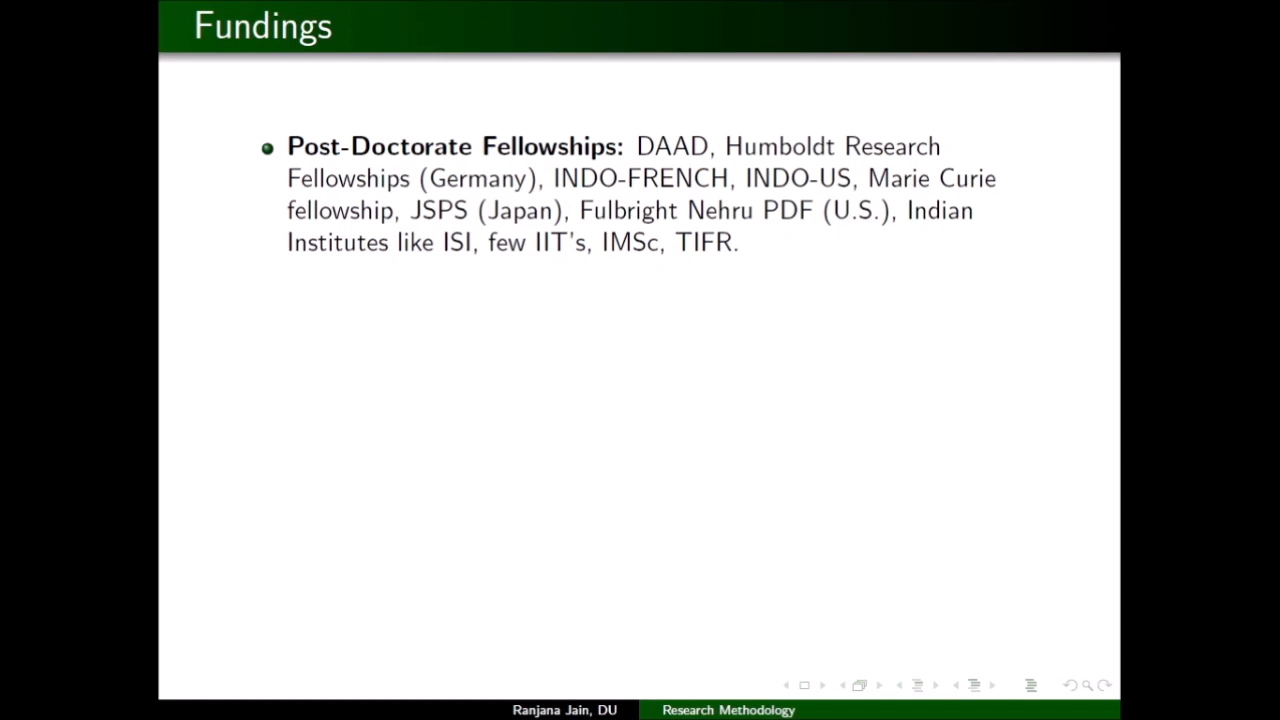 Fundings
Post-Doctorate Fellowships: DAAD, Humboldt Research
Fellowships (Germany), INDO-FRENCH, INDO-US, Marie Curie
fellowship, JSPS (Japan), Fulbright Nehru PDF (U.S.), Indian
Institutes like ISI, few IIT's, IMSc, TIFR.
Ranjana Jain, DU
Research Methodology